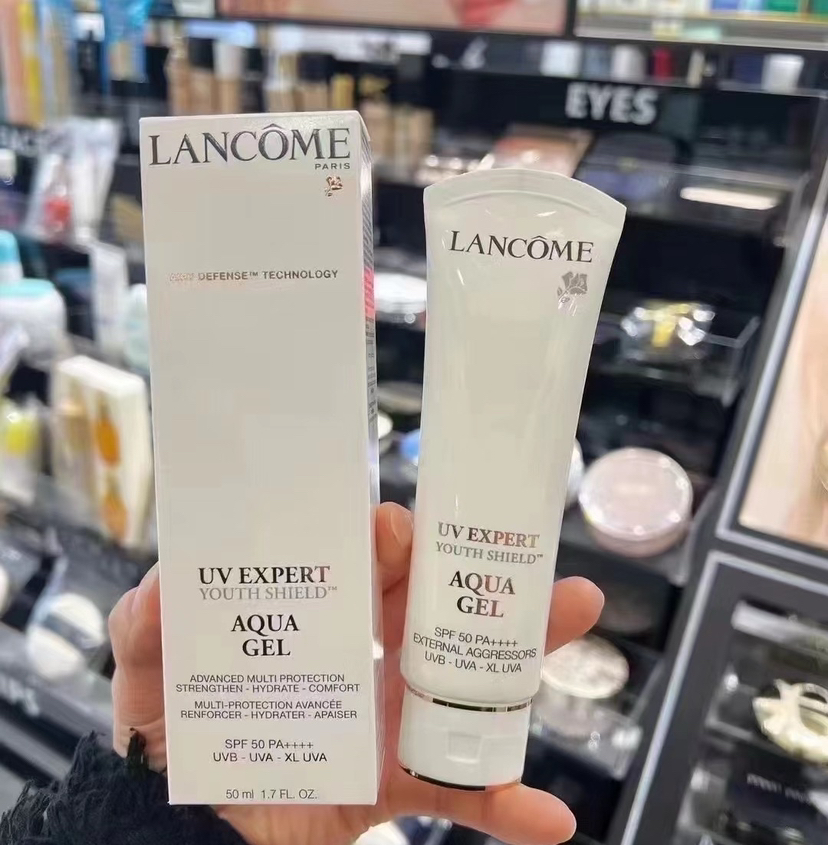 EYES
LANCÔME
PARIS
DEFENSE™ TECHNOLOGY
UV EXPERT
YOUTH SHIELD™
AQUA
GEL
ADVANCED MULTI PROTECTION
STRENGTHEN - HYDRATE - COMFORT
MULTI-PROTECTION AVANCÉE
RENFORCER - HYDRATER - APAISER
SPF 50 PA++++
UVB - UVA - XL UVA
50 ml 1.7 FL. OZ.
LANCÔME
UV EXPERT
YOUTH SHIELD™
AQUA
GEL
SPF 50 PA++++
EXTERNAL AGGRESSORS
UVB - UVA - XL UVA